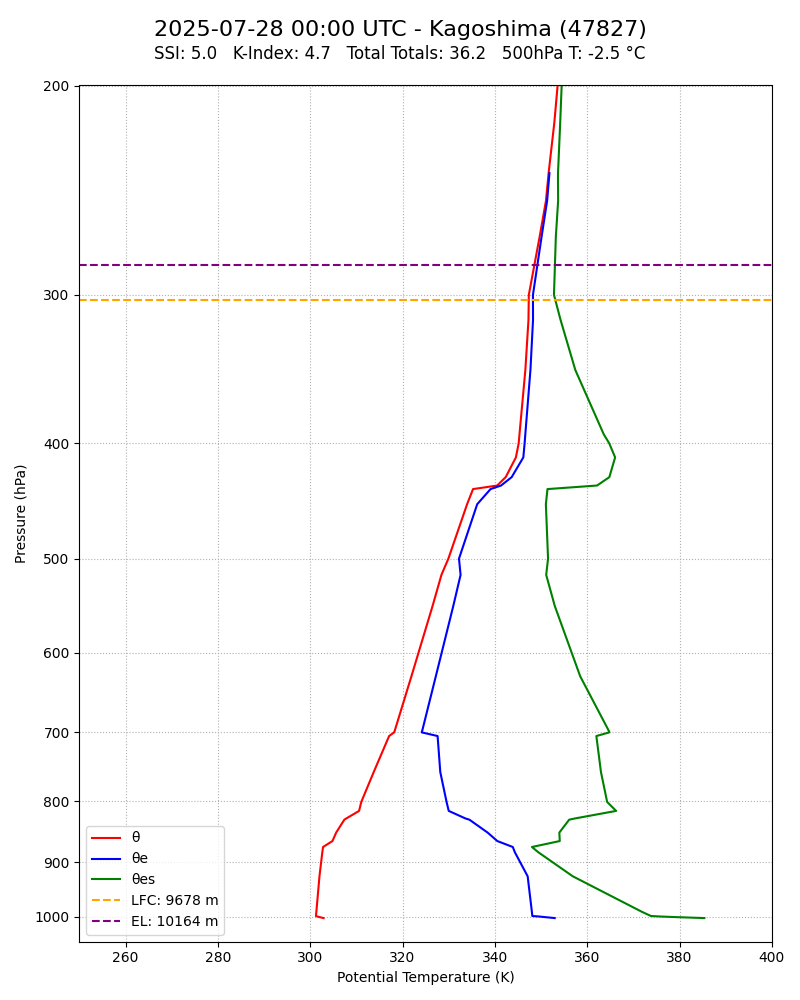 2025-07-28 00:00 UTC - Kagoshima (47827)
SSI: 5.0 K-Index: 4.7 Total Totals: 36.2 500hPa T: -2.5 °C
200
300
400
500
600
700
800
900
1000
Pressure (hPa)
θ
θe
θes
LFC: 9678 m
EL: 10164 m
260 280 300 320 340 360 380 400
Potential Temperature (K)